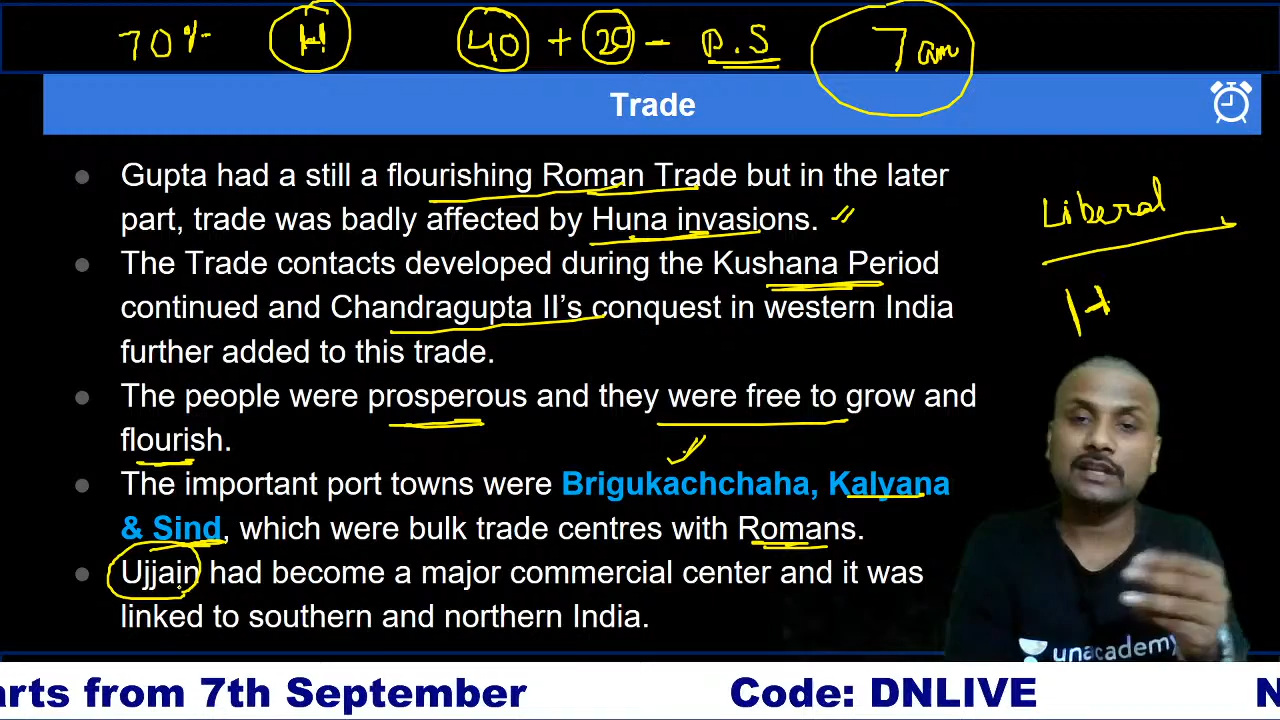 70% H 40 + 20 - P.S 7 am
Trade
Gupta had a still a flourishing Roman Trade but in the later
part, trade was badly affected by Huna invasions.
The Trade contacts developed during the Kushana Period
continued and Chandragupta II's conquest in western India
further added to this trade.
The people were prosperous and they were free to grow and
flourish.
The important port towns were Brigukachchaha, Kalyana
& Sind, which were bulk trade centres with Romans.
Ujjain had become a major commercial center and it was
linked to southern and northern India.
Liberal
H
unacademy
arts from 7th September Code: DNLIVE N